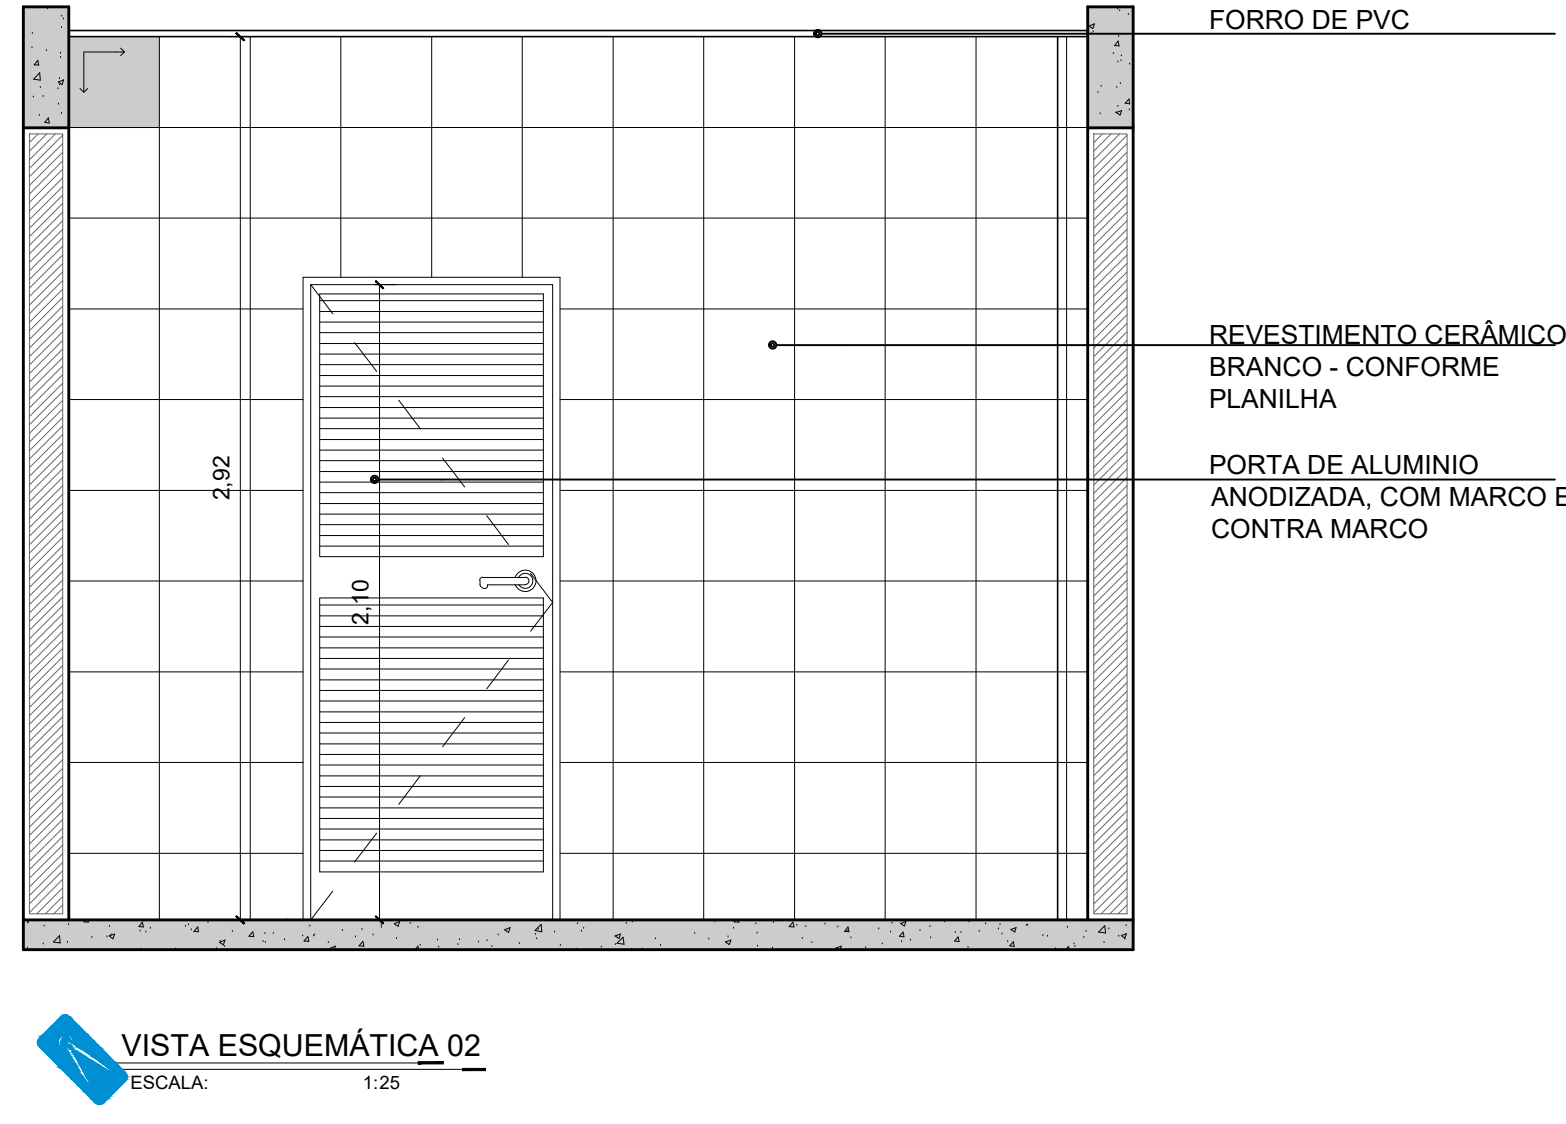 FORRO DE PVC
REVESTIMENTO CERÂMICO
BRANCO - CONFORME
PLANILHA
PORTA DE ALUMINIO
ANODIZADA, COM MARCO E
CONTRA MARCO
2,92
2,10
VISTA ESQUEMÁTICA 02
ESCALA: 1:25